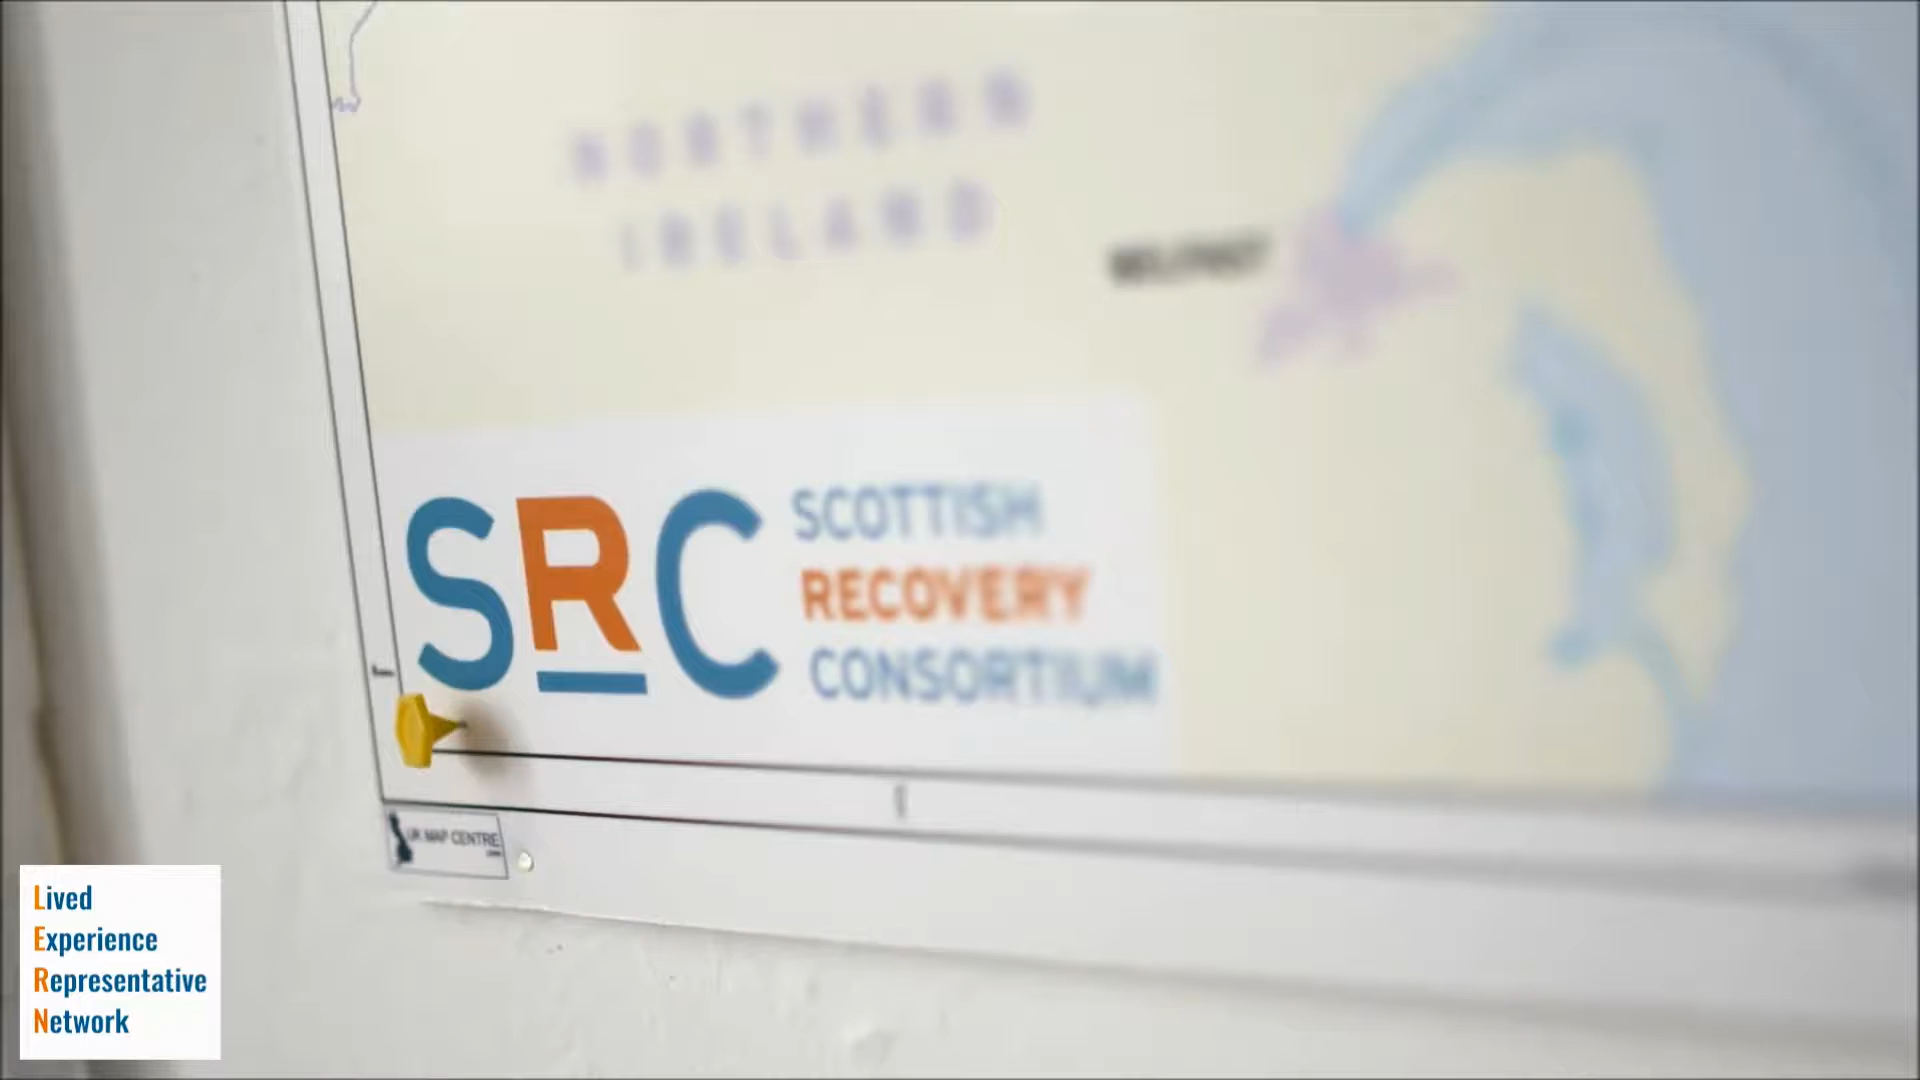 NORTHERN
IRELAND
BELFAST
SRC
SCOTTISH
RECOVERY
CONSORTIUM
UK MAP CENTRE
Lived
Experience
Representative
Network